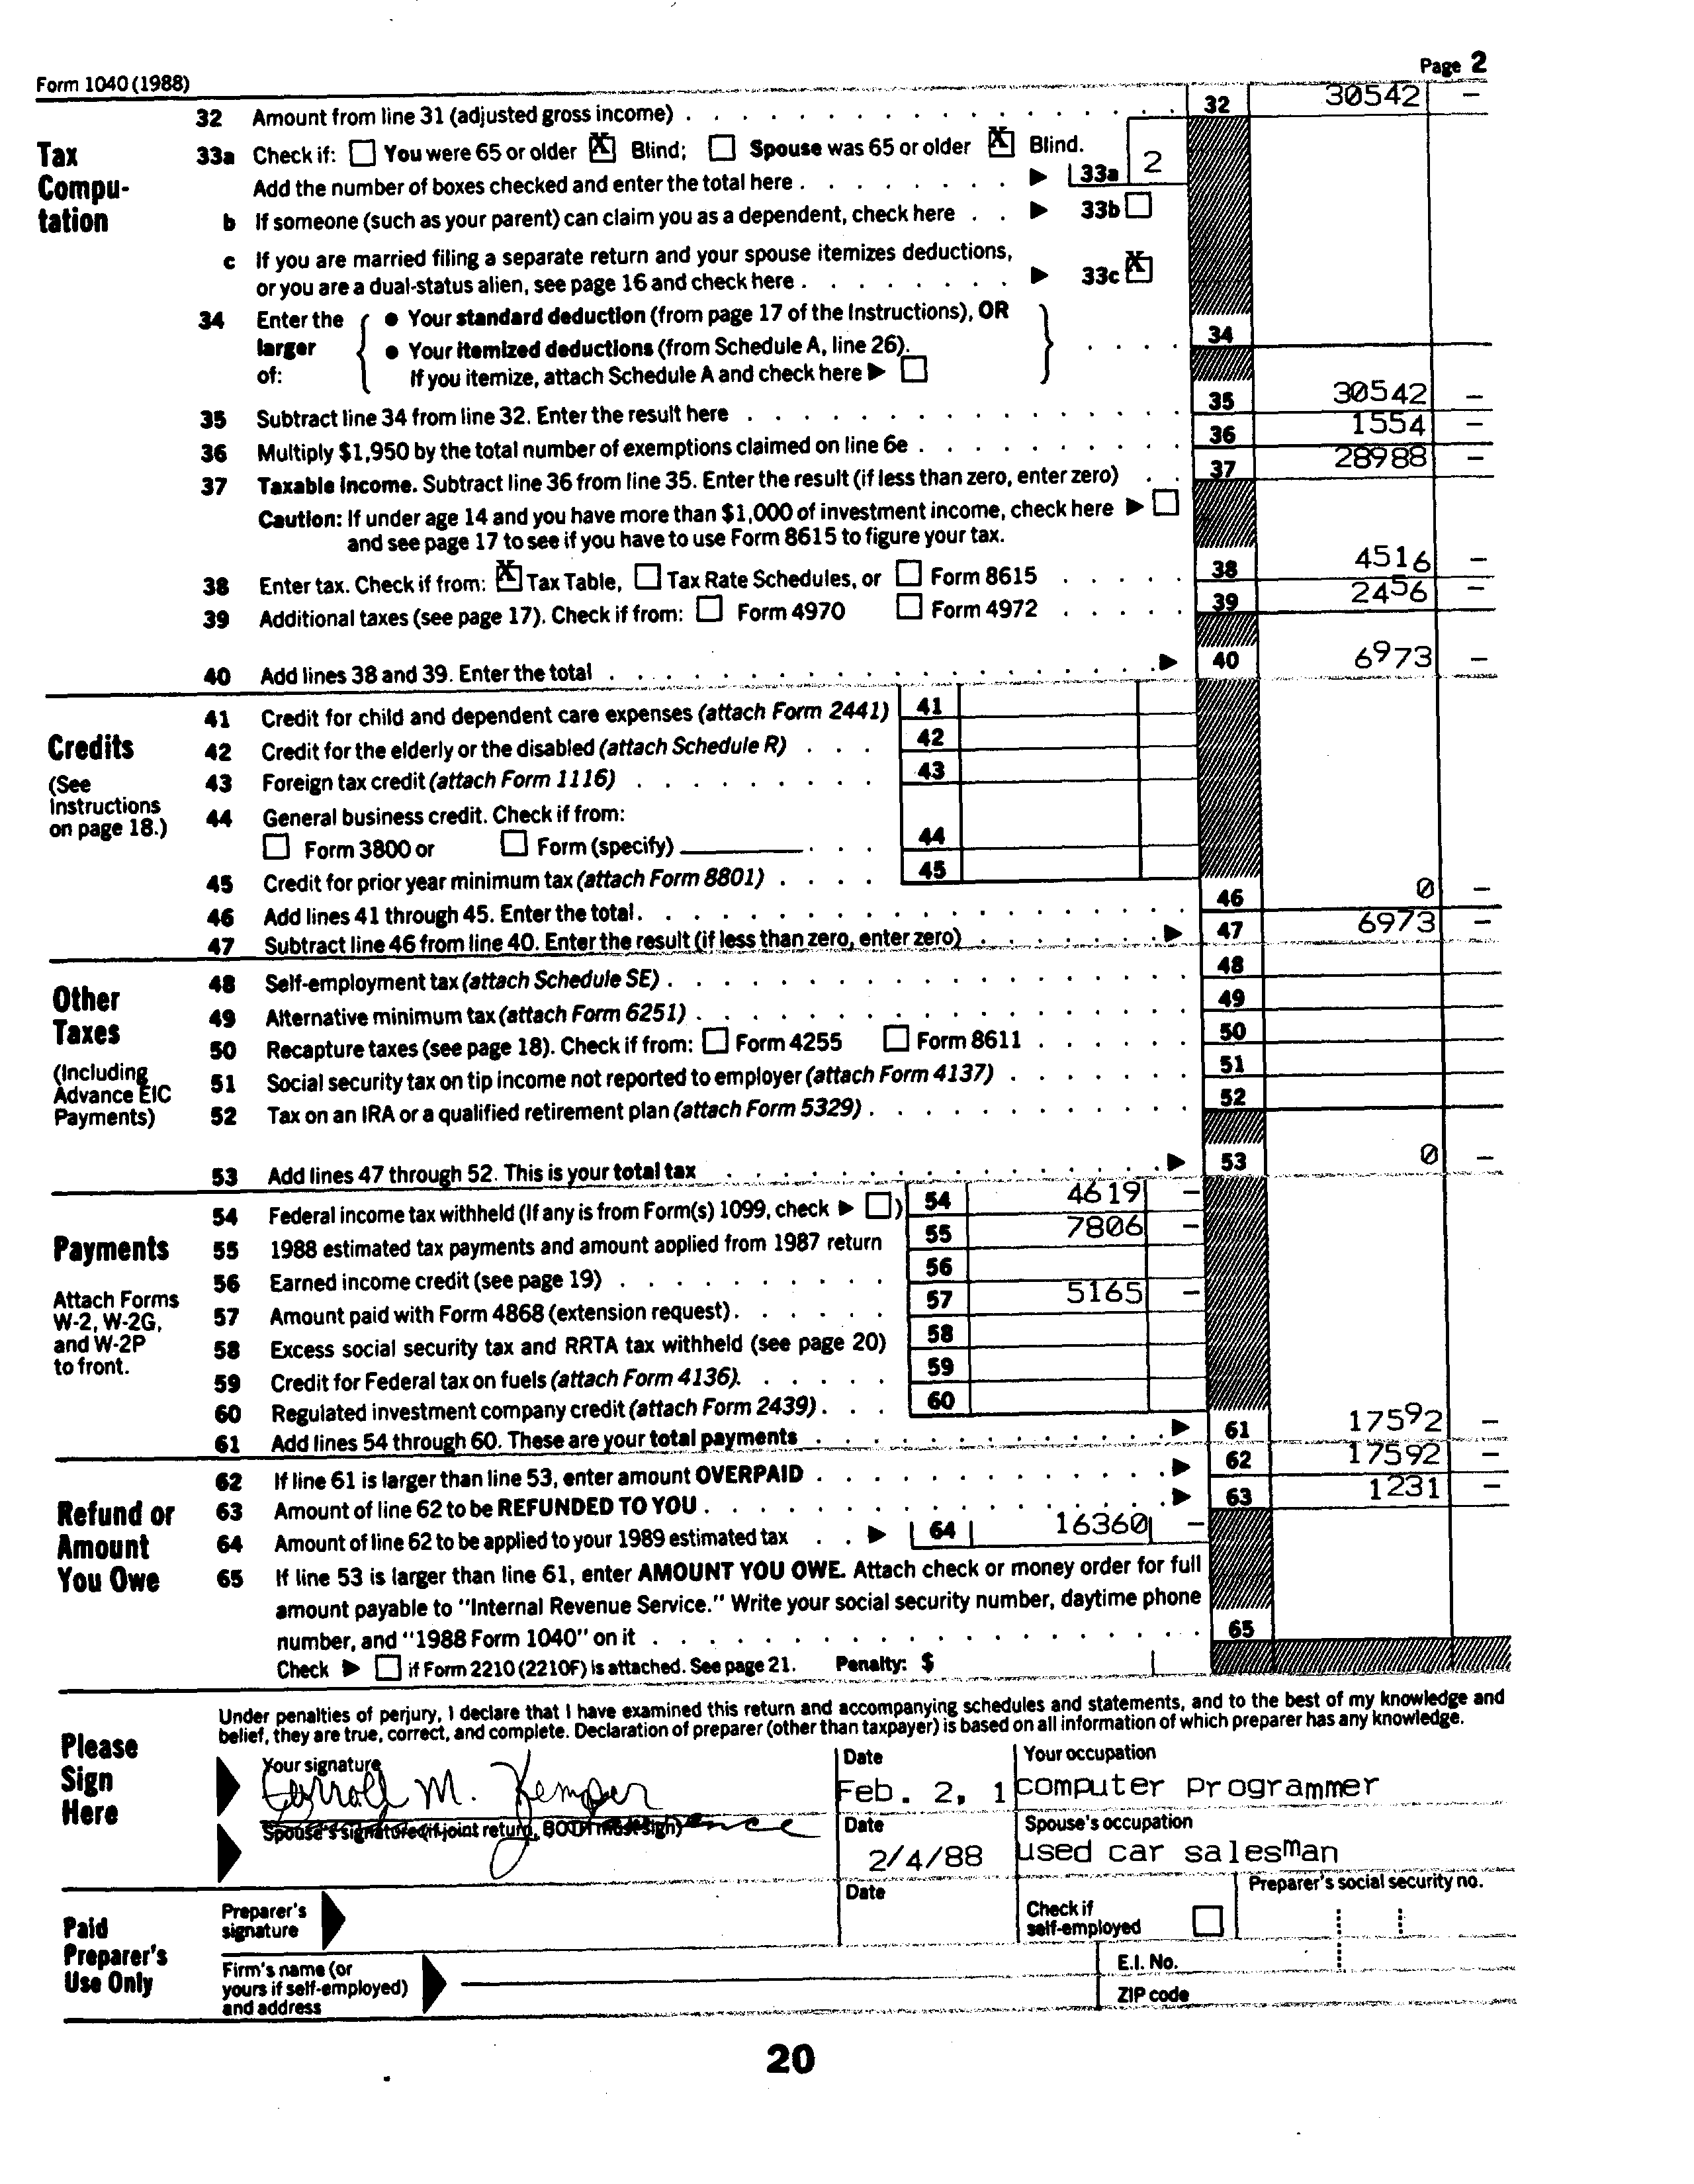 Form 1040 (1988) Page 2
32 Amount from line 31 (adjusted gross income) 32 30542 –
Tax Computation
33a Check if: You were 65 or older X Blind; Spouse was 65 or older X Blind.
Add the number of boxes checked and enter the total here ▶ 33a 2
b If someone (such as your parent) can claim you as a dependent, check here ▶ 33b
c If you are married filing a separate return and your spouse itemizes deductions,
or you are a dual-status alien, see page 16 and check here ▶ 33c X
34 Enter the larger of:
● Your standard deduction (from page 17 of the Instructions), OR
● Your itemized deductions (from Schedule A, line 26).
If you itemize, attach Schedule A and check here ▶
34
35 Subtract line 34 from line 32. Enter the result here 35 30542 –
36 Multiply $1,950 by the total number of exemptions claimed on line 6e 36 1554 –
37 Taxable income. Subtract line 36 from line 35. Enter the result (if less than zero, enter zero) 37 28988 –
Caution: If under age 14 and you have more than $1,000 of investment income, check here ▶
and see page 17 to see if you have to use Form 8615 to figure your tax.
38 Enter tax. Check if from: X Tax Table, Tax Rate Schedules, or Form 8615 38 4516 –
39 Additional taxes (see page 17). Check if from: Form 4970 Form 4972 39 2456 –
40 Add lines 38 and 39. Enter the total ▶ 40 6973 –
Credits
(See Instructions on page 18.)
41 Credit for child and dependent care expenses (attach Form 2441) 41
42 Credit for the elderly or the disabled (attach Schedule R) 42
43 Foreign tax credit (attach Form 1116) 43
44 General business credit. Check if from:
Form 3800 or Form (specify) 44
45 Credit for prior year minimum tax (attach Form 8801) 45
46 Add lines 41 through 45. Enter the total 46 0 –
47 Subtract line 46 from line 40. Enter the result (if less than zero, enter zero) ▶ 47 6973 –
Other Taxes
(Including Advance EIC Payments)
48 Self-employment tax (attach Schedule SE) 48
49 Alternative minimum tax (attach Form 6251) 49
50 Recapture taxes (see page 18). Check if from: Form 4255 Form 8611 50
51 Social security tax on tip income not reported to employer (attach Form 4137) 51
52 Tax on an IRA or a qualified retirement plan (attach Form 5329) 52
53 Add lines 47 through 52. This is your total tax ▶ 53 0 –
Payments
Attach Forms W-2, W-2G, and W-2P to front.
54 Federal income tax withheld (If any is from Form(s) 1099, check ▶ ) 54 4619 –
55 1988 estimated tax payments and amount applied from 1987 return 55 7806 –
56 Earned income credit (see page 19) 56
57 Amount paid with Form 4868 (extension request) 57 5165 –
58 Excess social security tax and RRTA tax withheld (see page 20) 58
59 Credit for Federal tax on fuels (attach Form 4136) 59
60 Regulated investment company credit (attach Form 2439) 60
61 Add lines 54 through 60. These are your total payments ▶ 61 17592 –
Refund or Amount You Owe
62 If line 61 is larger than line 53, enter amount OVERPAID ▶ 62 17592 –
63 Amount of line 62 to be REFUNDED TO YOU ▶ 63 1231 –
64 Amount of line 62 to be applied to your 1989 estimated tax ▶ 64 16360 –
65 If line 53 is larger than line 61, enter AMOUNT YOU OWE. Attach check or money order for full
amount payable to "Internal Revenue Service." Write your social security number, daytime phone
number, and "1988 Form 1040" on it 65
Check ▶ if Form 2210 (2210F) is attached. See page 21. Penalty: $
Please Sign Here
Under penalties of perjury, I declare that I have examined this return and accompanying schedules and statements, and to the best of my knowledge and
belief, they are true, correct, and complete. Declaration of preparer (other than taxpayer) is based on all information of which preparer has any knowledge.
Your signature Date Your occupation
M. Kemper Feb. 2, 1 computer programmer
Spouse's signature (if joint return, BOTH must sign) Date Spouse's occupation
2/4/88 used car salesman
Paid Preparer's Use Only
Preparer's signature Date Check if self-employed Preparer's social security no.
Firm's name (or yours if self-employed) and address E.I. No.
ZIP code
20